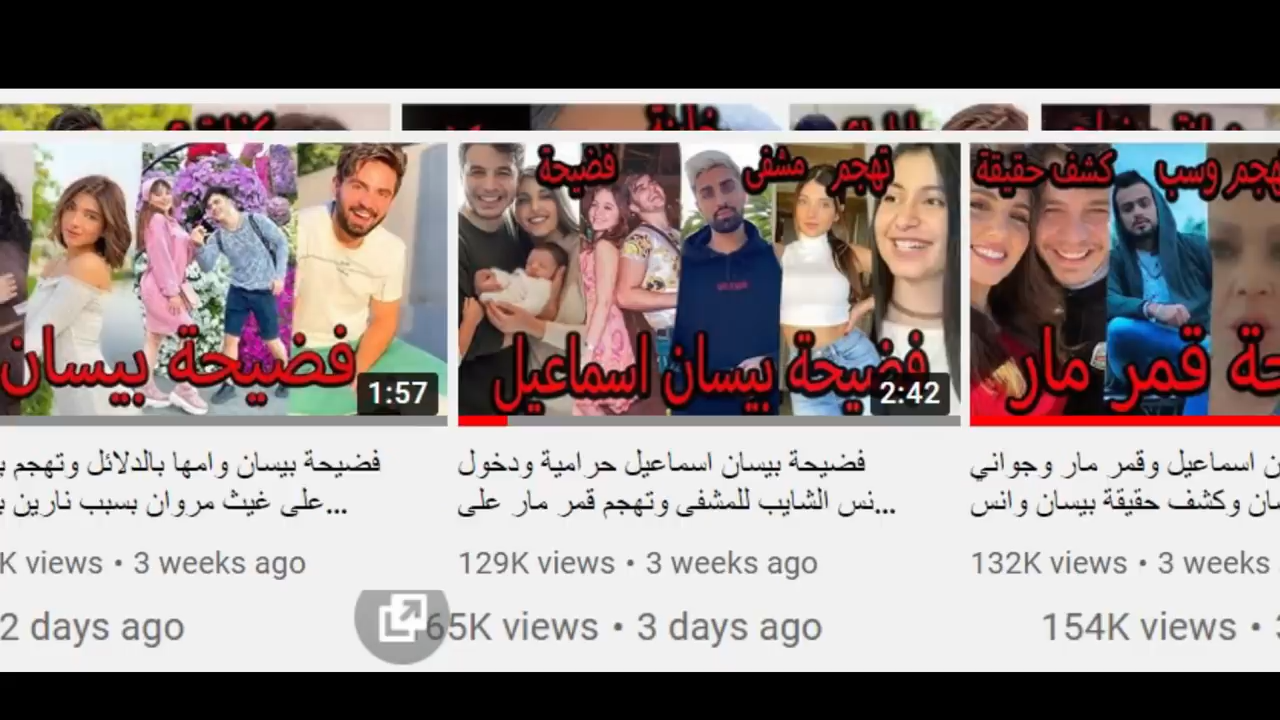 خانة
فضيحة
مشفى
تهجم
كشف حقيقة
تهجم وسب
فضيحة بيسان
1:57
فضيحة بيسان اسماعيل
2:42
قمر مار
فضيحة بيسان وامها بالدلائل وتهجم
على غيث مروان بسبب نارين...
K views • 3 weeks ago
فضيحة بيسان اسماعيل حرامية ودخول
نس الشايب للمشفى وتهجم قمر مار على...
129K views • 3 weeks ago
اسماعيل وقمر مار وجواني
وكشف حقيقة بيسان وانس
132K views • 3 weeks
2 days ago
65K views • 3 days ago
154K views •